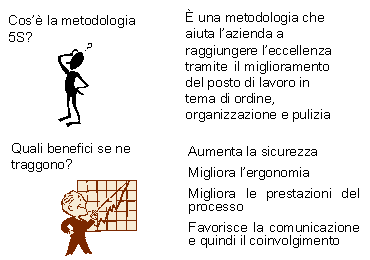 Cos'è la metodologia
5S?
È una metodologia che
aiuta l'azienda a
raggiungere l'eccellenza
tramite il miglioramento
del posto di lavoro in
tema di ordine,
organizzazione e pulizia
Quali benefici se ne
traggono?
Aumenta la sicurezza
Migliora l'ergonomia
Migliora le prestazioni del
processo
Favorisce la comunicazione
e quindi il coinvolgimento